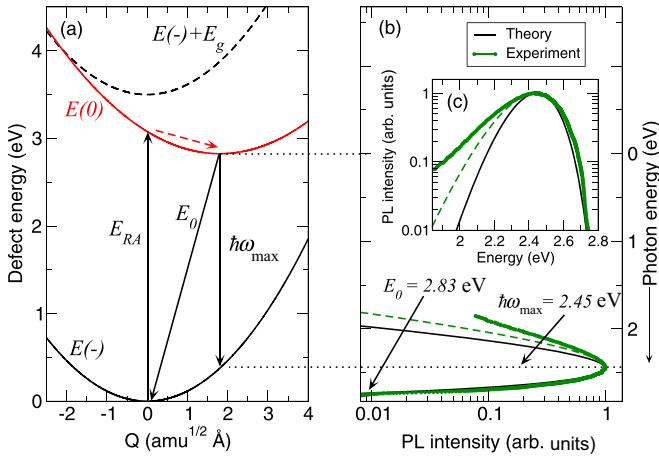 (a)
E(-)+E_g
E(0)
E_RA
E_0
ħω_max
E(-)
4
3
2
1
0
Defect energy (eV)
-2
-1
0
1
2
3
4
Q (amu^1/2 Å)
(b)
Theory
Experiment
(c)
1
0.1
0.01
PL intensity (arb. units)
2
2.2
2.4
2.6
2.8
Energy (eV)
E_0 = 2.83 eV
ħω_max = 2.45 eV
0
1
2
Photon energy (eV)
0.01
0.1
1
PL intensity (arb. units)